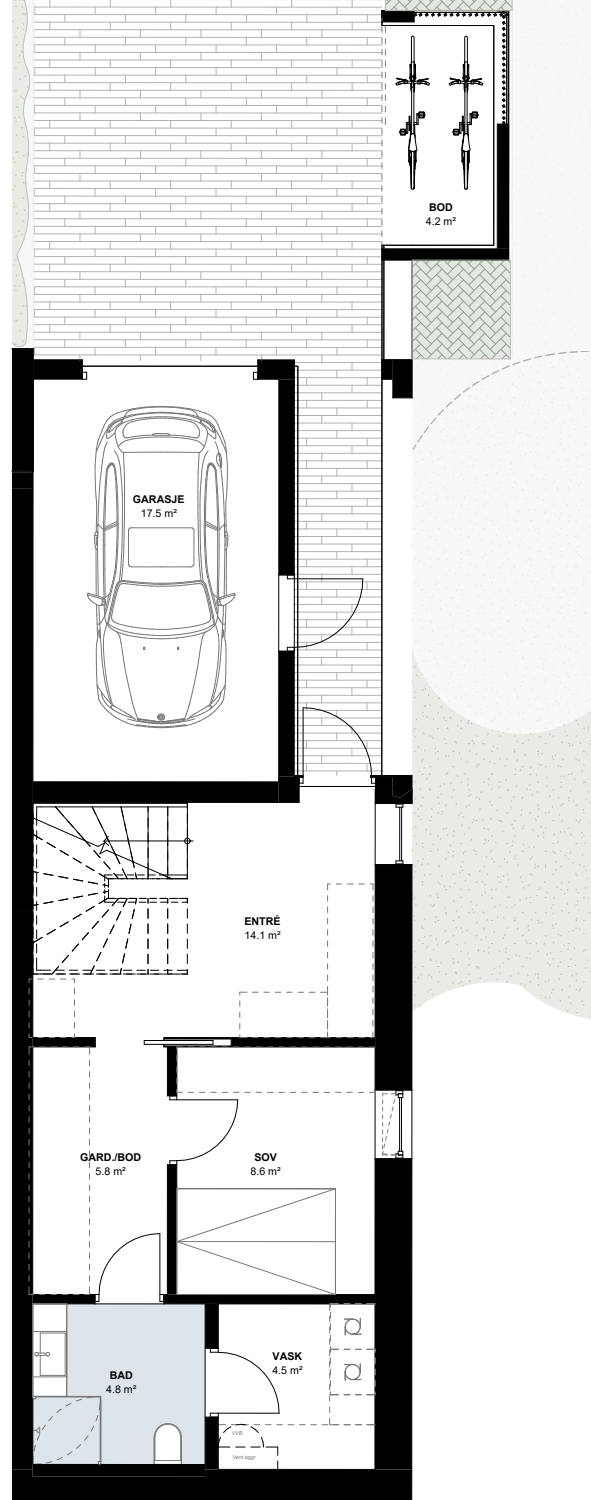 BOD
4.2 m²
GARASJE
17.5 m²
ENTRÉ
14.1 m²
GARD./BOD
5.8 m²
SOV
8.6 m²
BAD
4.8 m²
VASK
4.5 m²
VVB
Vent aggr.